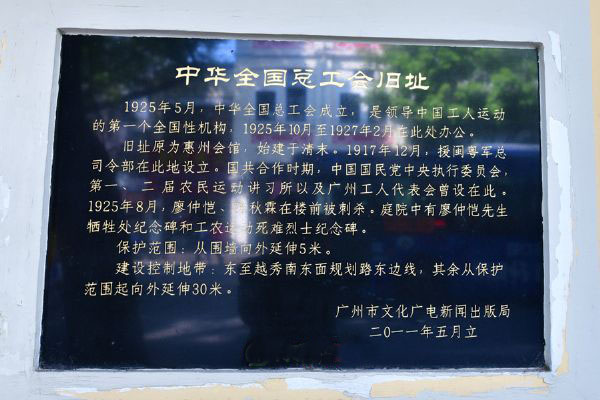 中华全国总工会旧址
1925年5月，中华全国总工会成立，是领导中国工人运动
的第一个全国性机构，1925年10月至1927年2月在此处办公。
旧址原为惠州会馆，始建于清末。1917年12月，援闽粤军总
司令部在此地设立。国共合作时期，中国国民党中央执行委员会，
第一、二届农民运动讲习所以及广州工人代表会曾设在此。
1925年8月，廖仲恺、秋霖在楼前被刺杀。庭院中有廖仲恺先生
牺牲处纪念碑和工农运动死难烈士纪念碑。
保护范围：从围墙向外延伸5米。
建设控制地带：东至越秀南东面规划路东边线，其余从保护
范围起向外延伸30米。
广州市文化广电新闻出版局
二〇一一年五月立